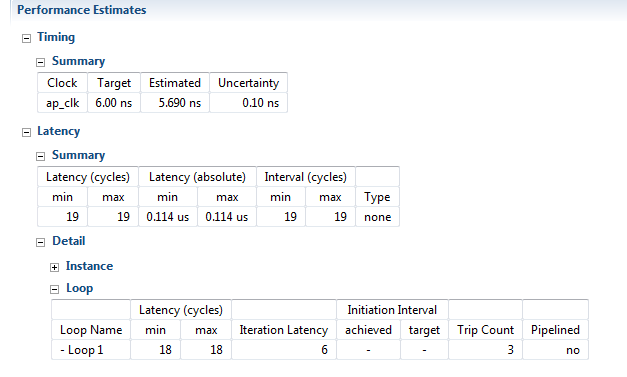 Performance Estimates
Timing
Summary
Clock Target Estimated Uncertainty
ap_clk 6.00 ns 5.690 ns 0.10 ns
Latency
Summary
Latency (cycles) Latency (absolute) Interval (cycles)
min max min max min max Type
19 19 0.114 us 0.114 us 19 19 none
Detail
Instance
Loop
Latency (cycles) Initiation Interval
Loop Name min max Iteration Latency achieved target Trip Count Pipelined
- Loop 1 18 18 6 - - 3 no